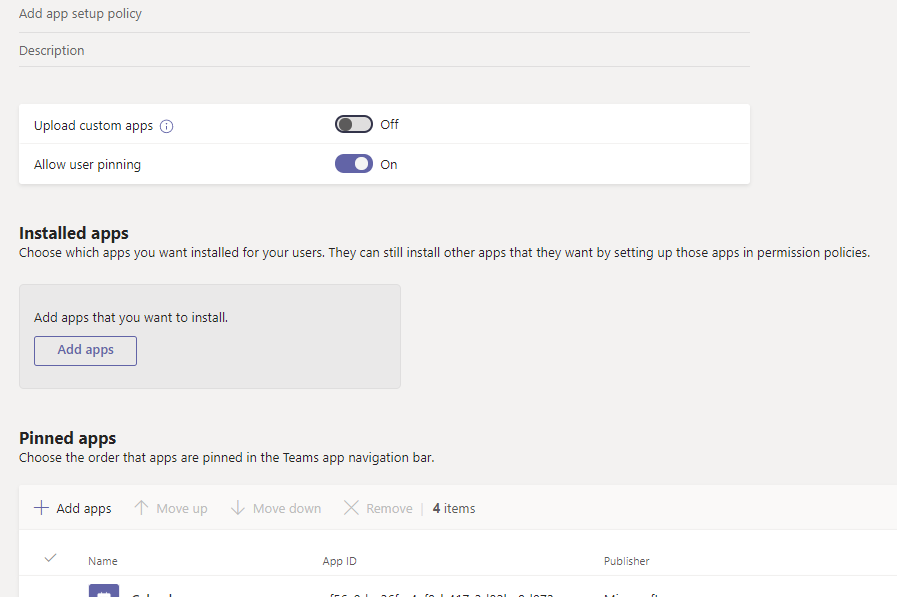 Add app setup policy
Description
Upload custom apps
Off
Allow user pinning
On
Installed apps
Choose which apps you want installed for your users. They can still install other apps that they want by setting up those apps in permission policies.
Add apps that you want to install.
Add apps
Pinned apps
Choose the order that apps are pinned in the Teams app navigation bar.
Add apps Move up Move down Remove | 4 items
Name App ID Publisher